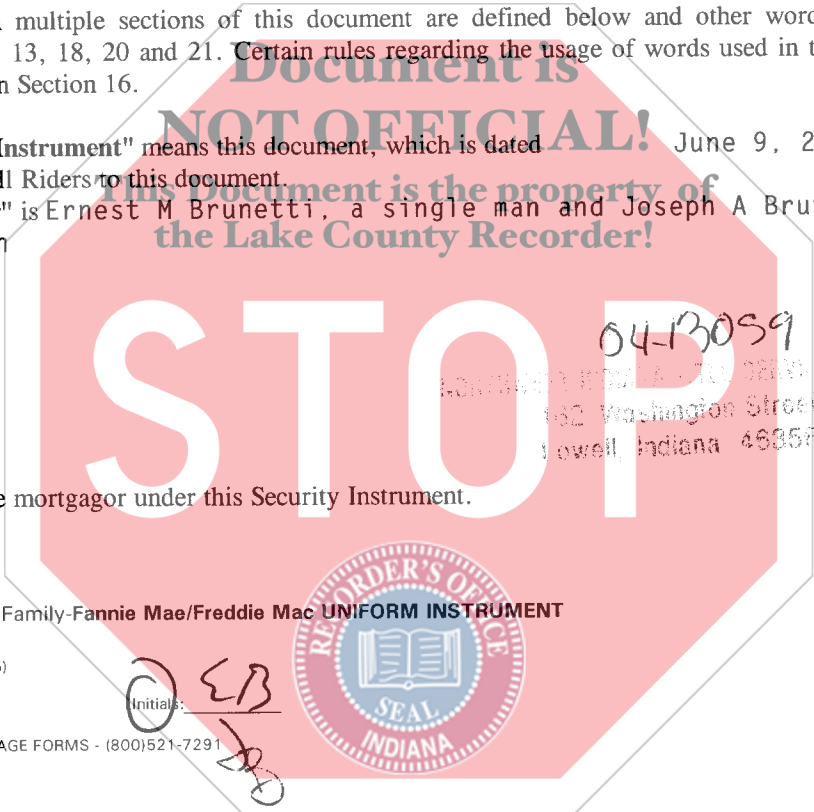 multiple sections of this document are defined below and other word
13, 18, 20 and 21. Certain rules regarding the usage of words used in t
n Section 16.
Document is
NOT OFFICIAL!
Instrument" means this document, which is dated June 9, 2
ll Riders to this document.
This Document is the property of
" is Ernest M Brunetti, a single man and Joseph A Bru
the Lake County Recorder!
n
STOP
04-13059
162 Washington Street
Lowell, Indiana 4635
e mortgagor under this Security Instrument.
Family-Fannie Mae/Freddie Mac UNIFORM INSTRUMENT
RECORDER'S OFFICE
SEAL
INDIANA
)
Initials: EB
AGE FORMS - (800)521-7291